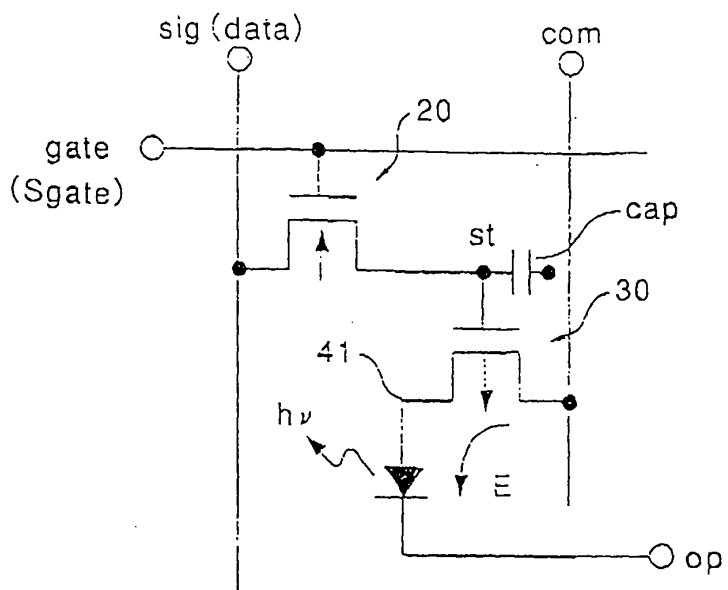 sig (data)
com
gate
(Sgate)
20
st
cap
30
41
hν
E
op